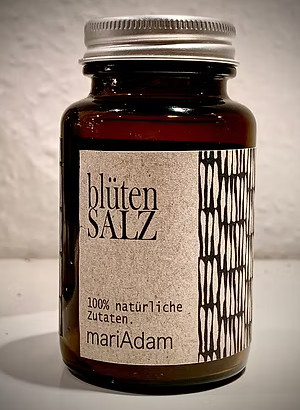 blüten
SALZ
100% natürliche
Zutaten.
mariAdam